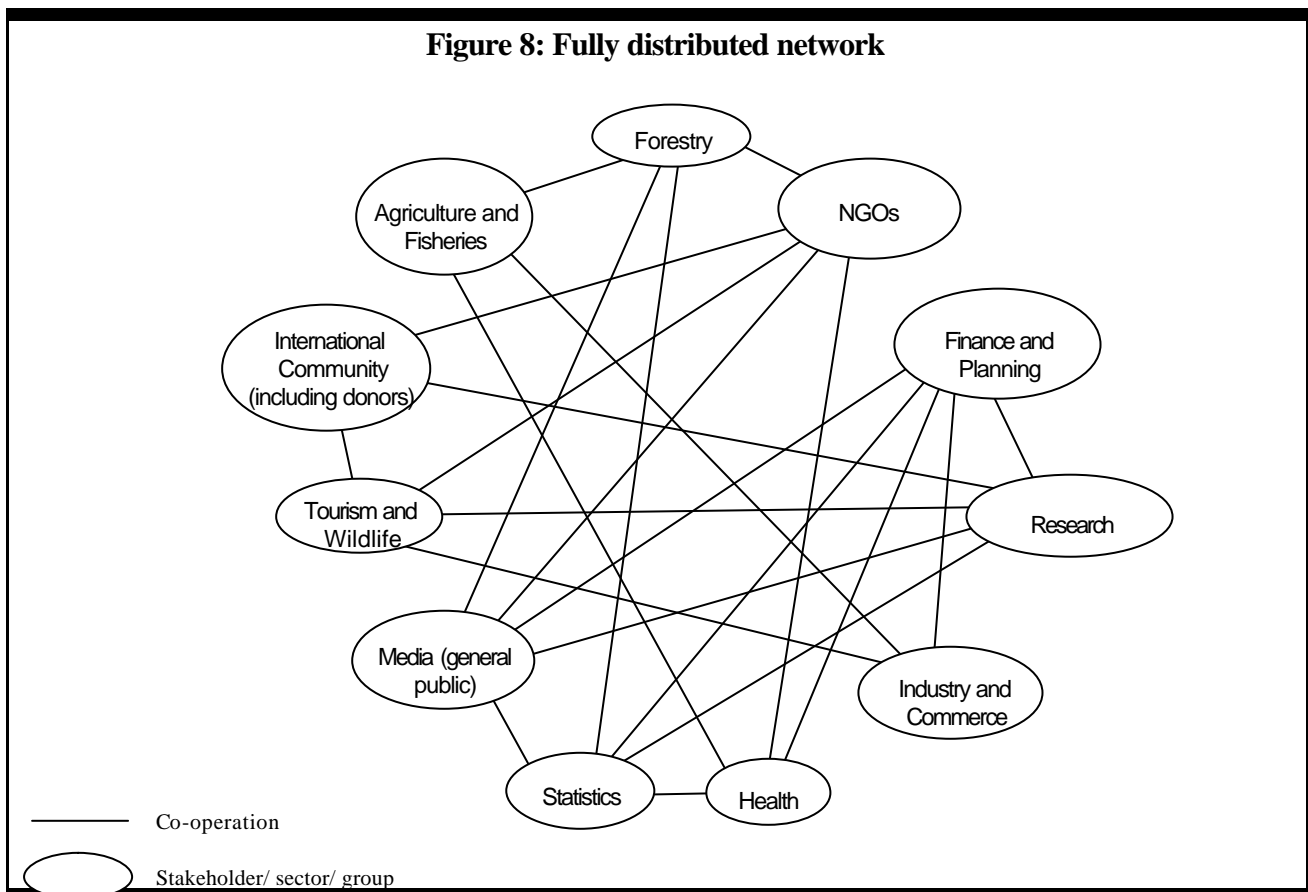 Figure 8: Fully distributed network
Forestry
Agriculture and
Fisheries
NGOs
International
Community
(including donors)
Finance and
Planning
Tourism and
Wildlife
Research
Media (general
public)
Industry and
Commerce
Statistics
Health
Co-operation
Stakeholder/ sector/ group